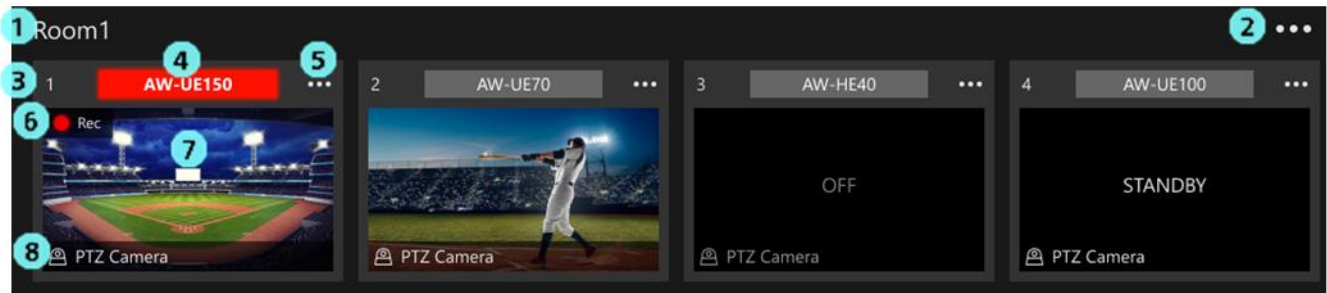 1 Room1 2 •••
4 5
3 1 AW-UE150 ••• 2 AW-UE70 ••• 3 AW-HE40 ••• 4 AW-UE100 •••
6 Rec
7
OFF STANDBY
8 PTZ Camera PTZ Camera PTZ Camera PTZ Camera